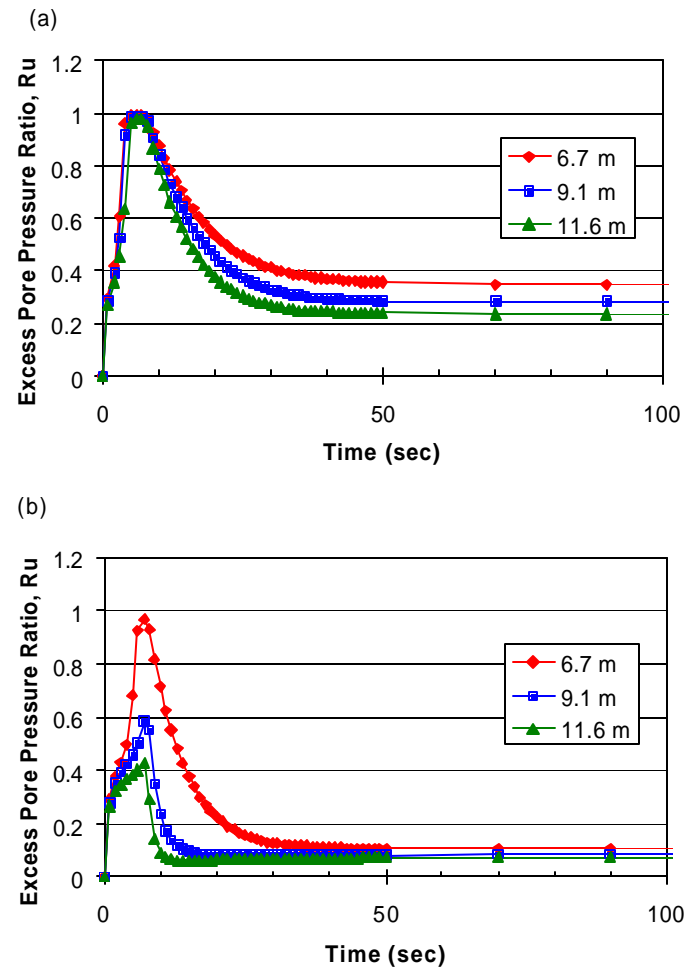 (a)
Excess Pore Pressure Ratio, Ru
1.2
1
0.8
0.6
0.4
0.2
0
6.7 m
9.1 m
11.6 m
0 50 100
Time (sec)
(b)
Excess Pore Pressure Ratio, Ru
1.2
1
0.8
0.6
0.4
0.2
0
6.7 m
9.1 m
11.6 m
0 50 100
Time (sec)